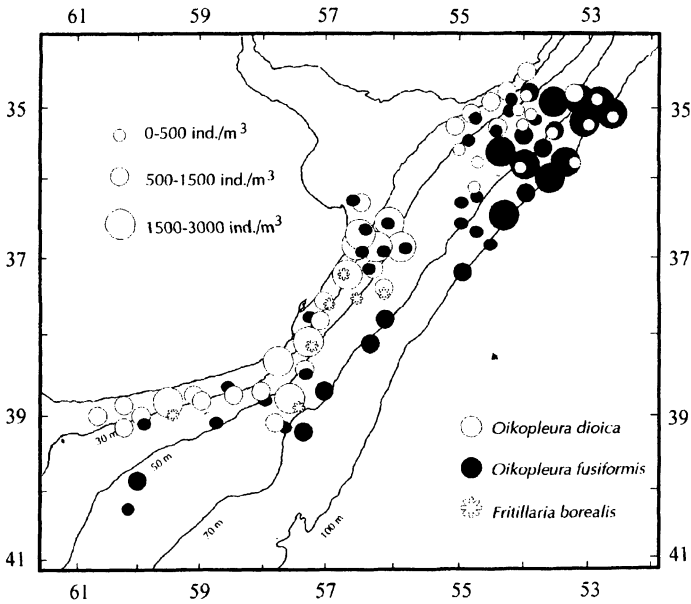 61 59 57 55 53
35 35
0-500 ind./m³
500-1500 ind./m³
1500-3000 ind./m³
37 37
39 39
Oikopleura dioica
30 m
50 m
Oikopleura fusiformis
Fritillaria borealis
70 m
100 m
41 41
61 59 57 55 53